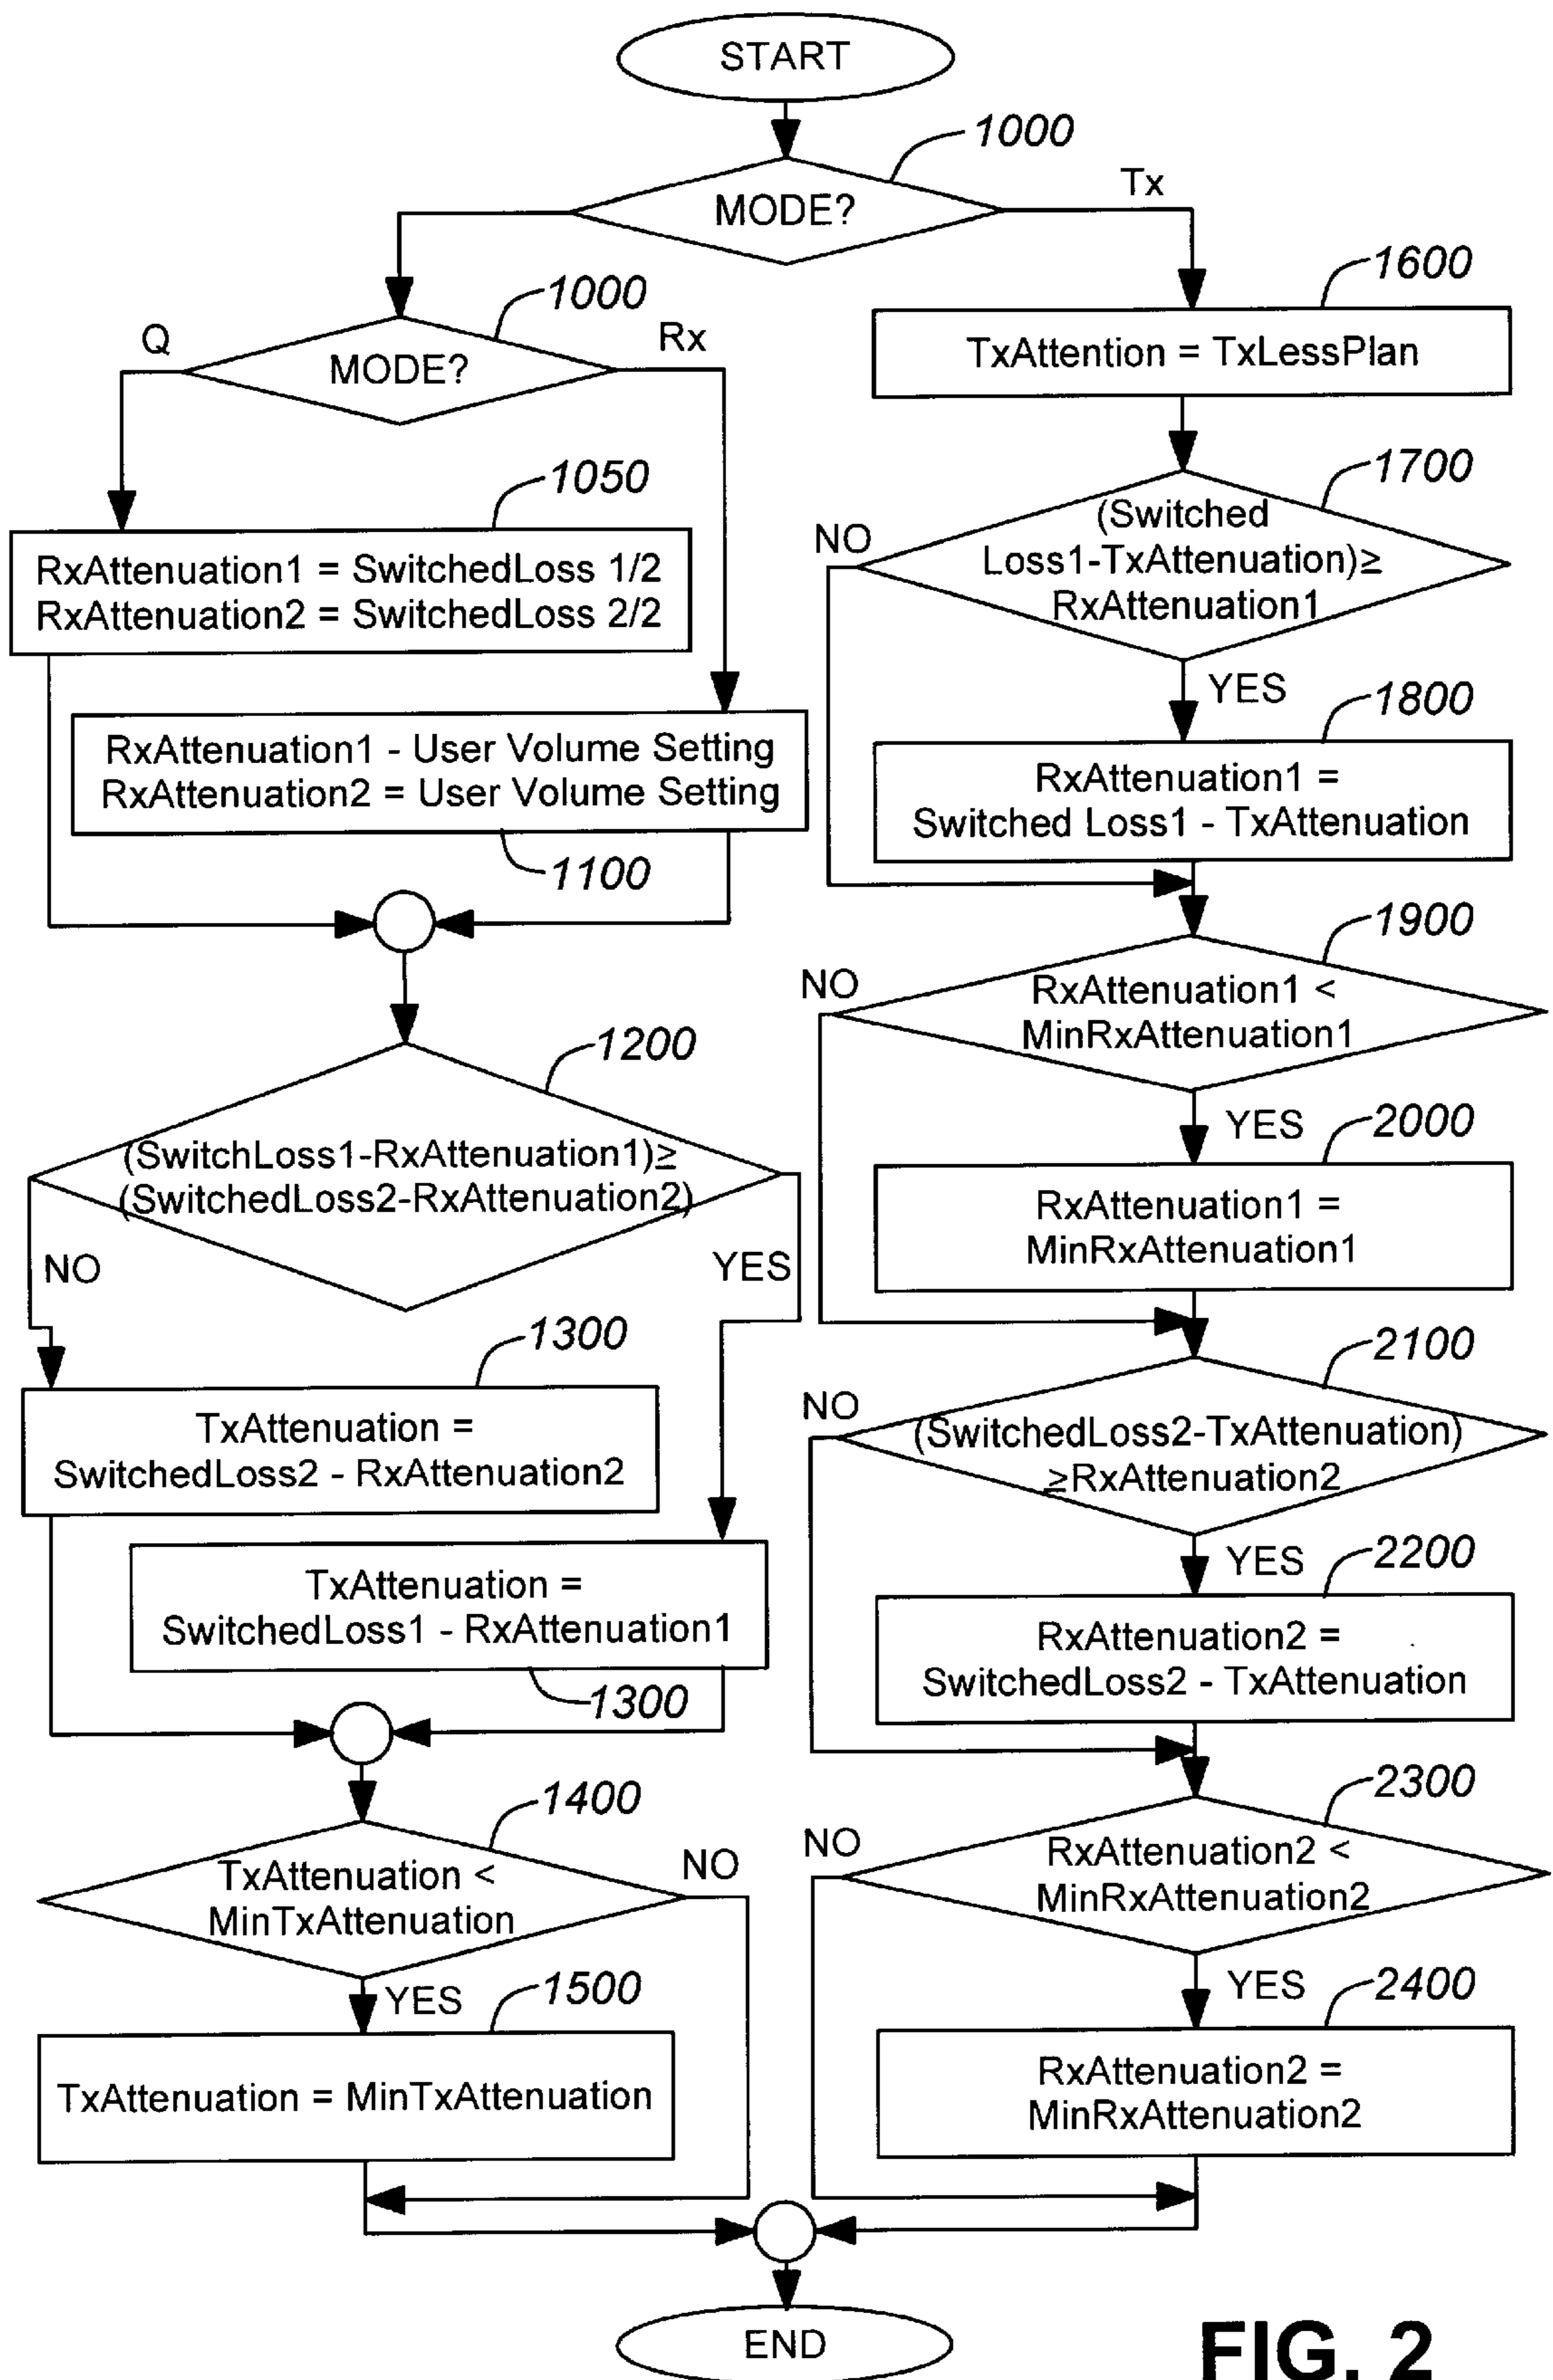 START
1000
MODE?
Tx
1000
Q
MODE?
Rx
1600
TxAttention = TxLessPlan
1050
RxAttenuation1 = SwitchedLoss 1/2
RxAttenuation2 = SwitchedLoss 2/2
1700
NO
(Switched
Loss1-TxAttenuation)≥
RxAttenuation1
YES
RxAttenuation1 - User Volume Setting
RxAttenuation2 = User Volume Setting
1100
1800
RxAttenuation1 =
Switched Loss1 - TxAttenuation
1900
NO
RxAttenuation1 <
MinRxAttenuation1
YES
1200
(SwitchLoss1-RxAttenuation1)≥
(SwitchedLoss2-RxAttenuation2)
NO
YES
2000
RxAttenuation1 =
MinRxAttenuation1
1300
TxAttenuation =
SwitchedLoss2 - RxAttenuation2
2100
NO
(SwitchedLoss2-TxAttenuation)
≥RxAttenuation2
YES
TxAttenuation =
SwitchedLoss1 - RxAttenuation1
1300
2200
RxAttenuation2 =
SwitchedLoss2 - TxAttenuation
1400
TxAttenuation <
MinTxAttenuation
NO
YES
2300
NO
RxAttenuation2 <
MinRxAttenuation2
YES
1500
TxAttenuation = MinTxAttenuation
2400
RxAttenuation2 =
MinRxAttenuation2
END
FIG. 2